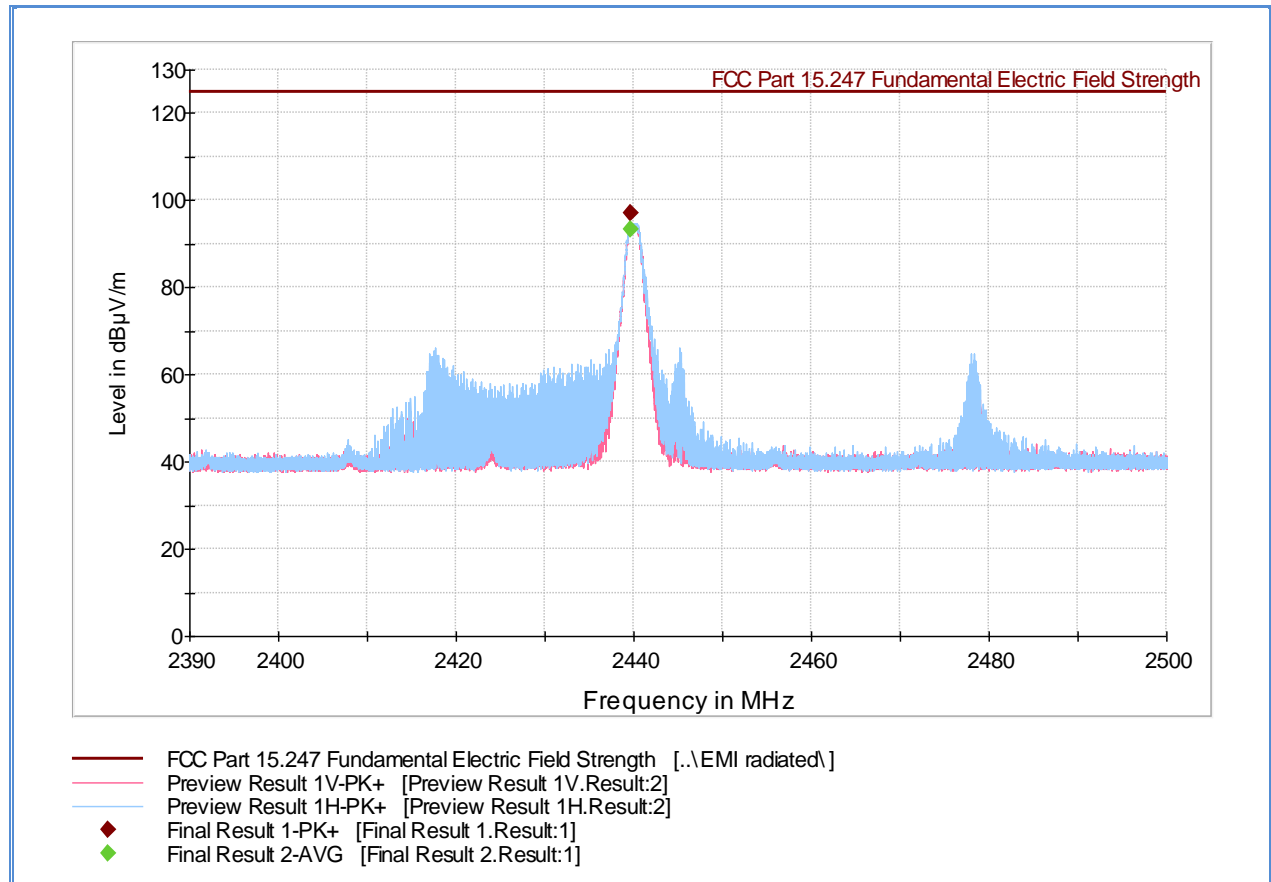 130
FCC Part 15.247 Fundamental Electric Field Strength
120
100
80
60
40
20
0
Level in dBµV/m
2390 2400 2420 2440 2460 2480 2500
Frequency in MHz
FCC Part 15.247 Fundamental Electric Field Strength [..\EMI radiated\]
Preview Result 1V-PK+ [Preview Result 1V.Result:2]
Preview Result 1H-PK+ [Preview Result 1H.Result:2]
Final Result 1-PK+ [Final Result 1.Result:1]
Final Result 2-AVG [Final Result 2.Result:1]